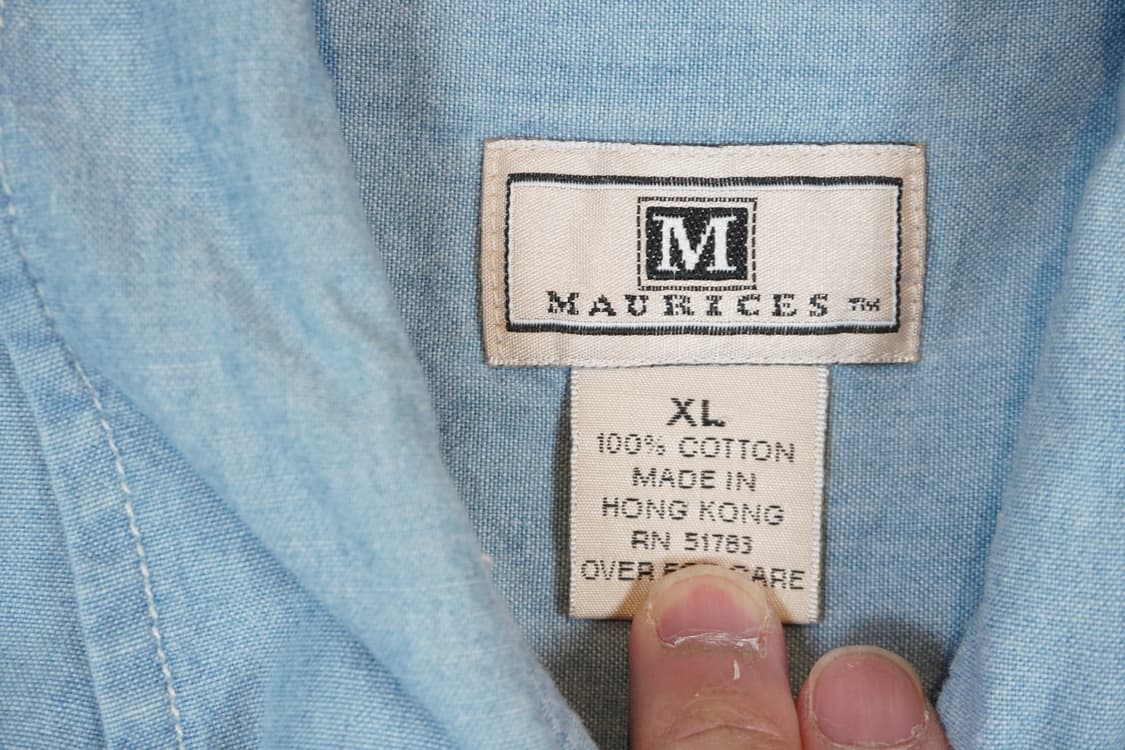 M
MAURICES ™
XL
100% COTTON
MADE IN
HONG KONG
RN 51783
OVER CARE